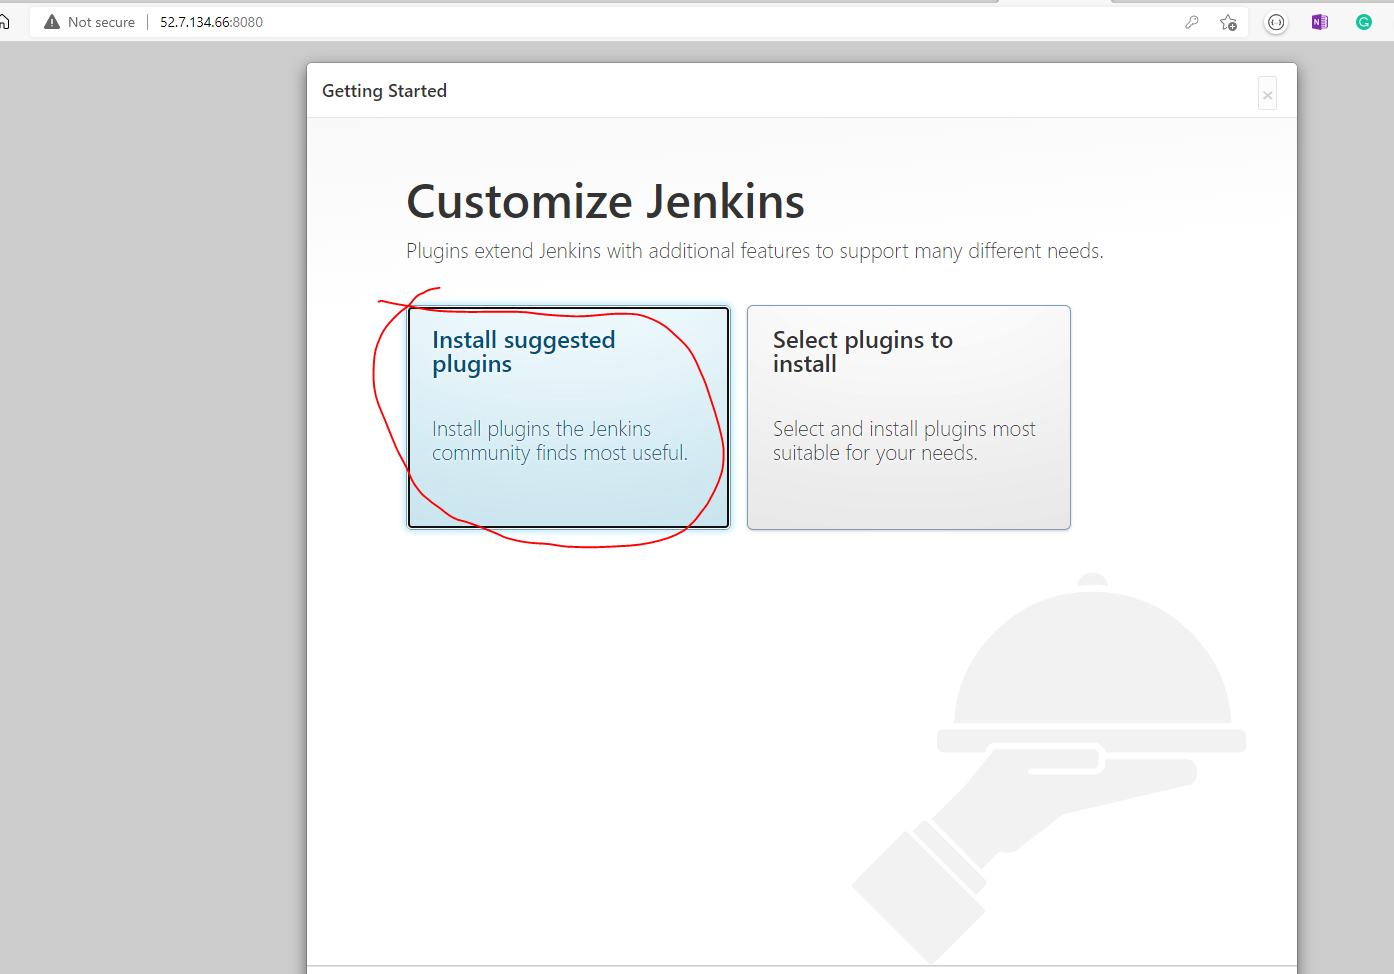 Not secure | 52.7.134.66:8080
Getting Started
×
Customize Jenkins
Plugins extend Jenkins with additional features to support many different needs.
Install suggested
plugins
Install plugins the Jenkins
community finds most useful.
Select plugins to
install
Select and install plugins most
suitable for your needs.